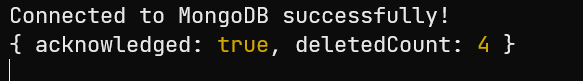 Connected to MongoDB successfully!
{ acknowledged: true, deletedCount: 4 }